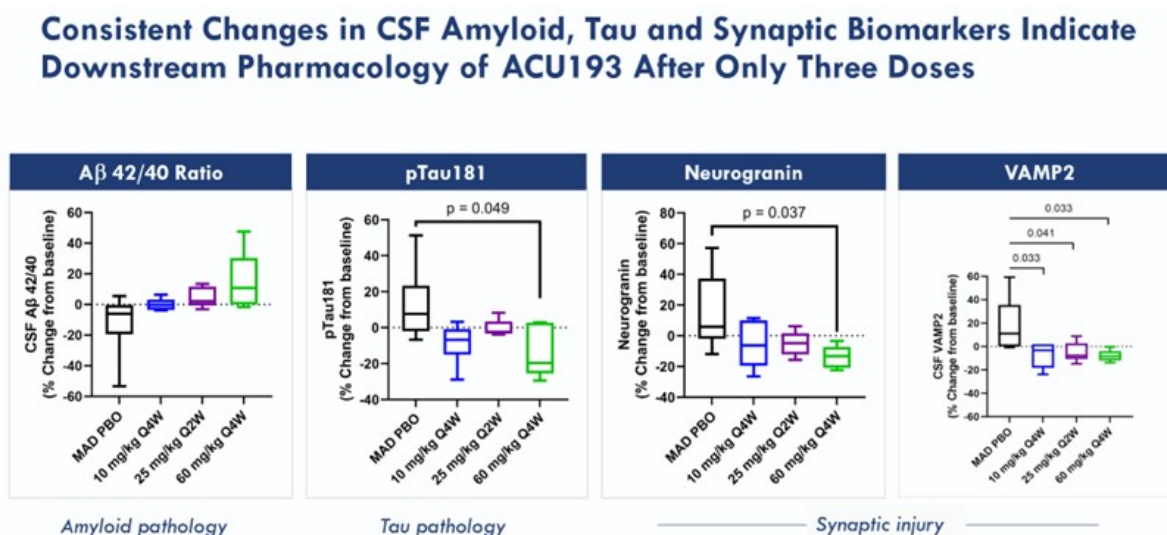 Consistent Changes in CSF Amyloid, Tau and Synaptic Biomarkers Indicate
Downstream Pharmacology of ACU193 After Only Three Doses
Aβ 42/40 Ratio
CSF Aβ 42/40
(% Change from baseline)
60
40
20
0
-20
-40
-60
MAD PBO
10 mg/kg Q4W
25 mg/kg Q2W
60 mg/kg Q4W
Amyloid pathology
pTau181
pTau181
(% Change from baseline)
60
40
20
0
-20
-40
p = 0.049
MAD PBO
10 mg/kg Q4W
25 mg/kg Q2W
60 mg/kg Q4W
Tau pathology
Neurogranin
Neurogranin
(% Change from baseline)
80
60
40
20
0
-20
-40
p = 0.037
MAD PBO
10 mg/kg Q4W
25 mg/kg Q2W
60 mg/kg Q4W
VAMP2
CSF VAMP2
(% Change from baseline)
0.033
0.041
0.033
60
40
20
0
-20
-40
-60
MAD PBO
10 mg/kg Q4W
25 mg/kg Q2W
60 mg/kg Q4W
Synaptic injury